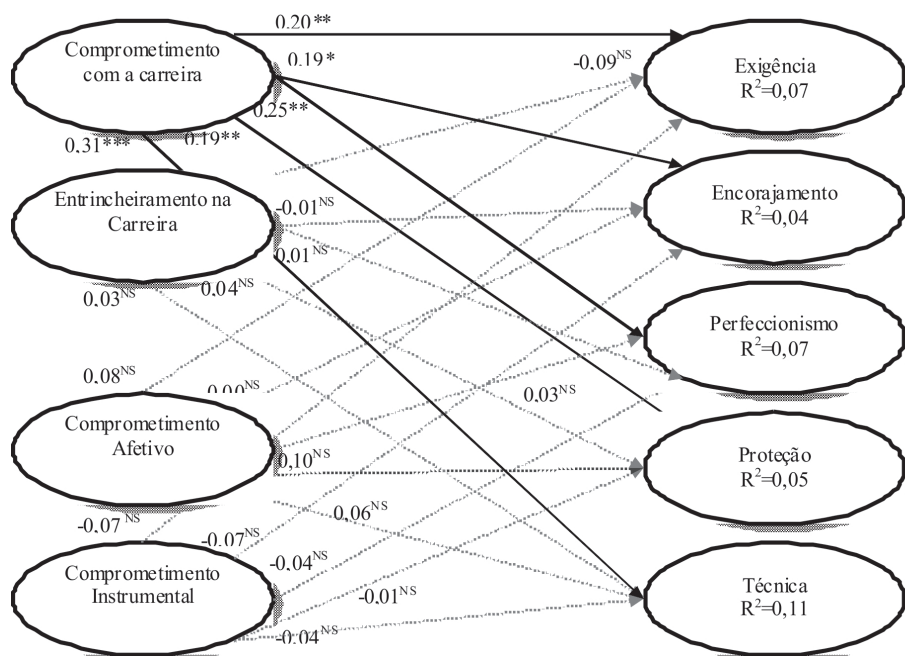 0,20**
Comprometimento
com a carreira
0,19*
-0,09NS
Exigência
R2=0,07
0,25**
0,19**
0,31***
Entrincheiramento na
Carreira
-0,01NS
Encorajamento
R2=0,04
0,01NS
0,04NS
0,03NS
Perfeccionismo
R2=0,07
0,08NS
0,03NS
Comprometimento
Afetivo
0,10NS
Proteção
R2=0,05
-0,07NS
0,06NS
-0,07NS
Comprometimento
Instrumental
-0,04NS
-0,01NS
-0,04NS
Técnica
R2=0,11